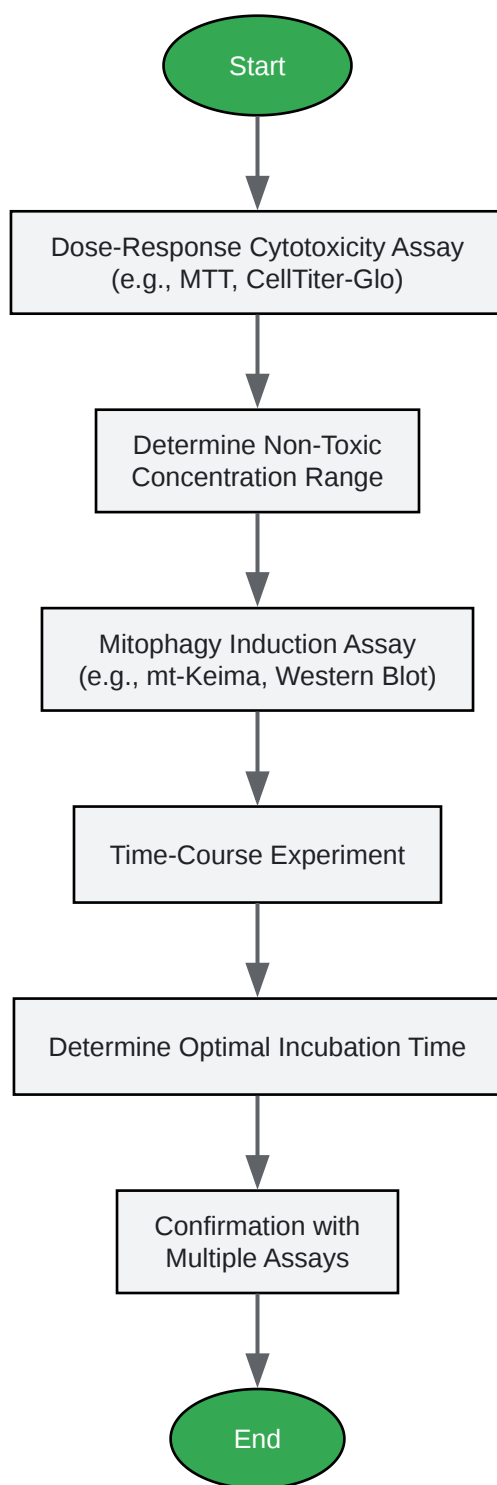 Start
Dose-Response Cytotoxicity Assay
(e.g., MTT, CellTiter-Glo)
Determine Non-Toxic
Concentration Range
Mitophagy Induction Assay
(e.g., mt-Keima, Western Blot)
Time-Course Experiment
Determine Optimal Incubation Time
Confirmation with
Multiple Assays
End